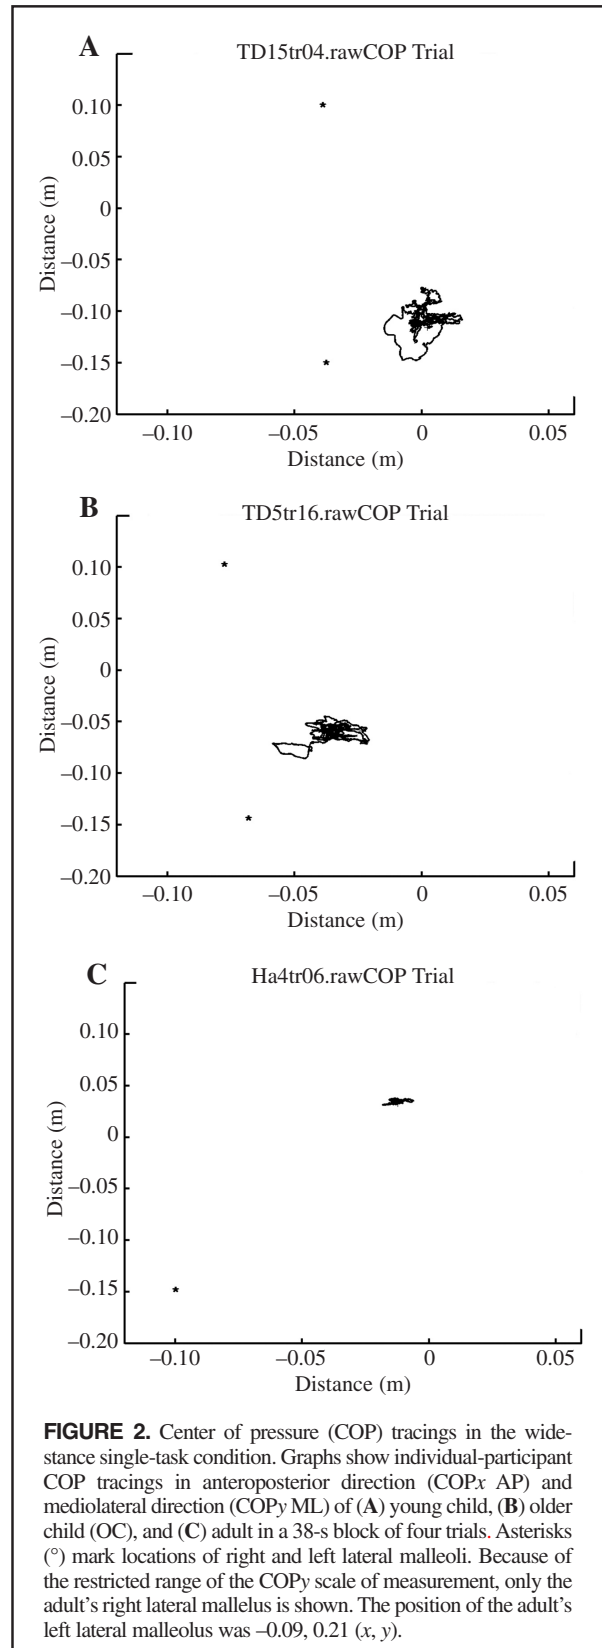 A
TD15tr04.rawCOP Trial
0.10
0.05
0
–0.05
–0.10
–0.15
–0.20
Distance (m)
–0.10 –0.05 0 0.05
Distance (m)
B
TD5tr16.rawCOP Trial
0.10
0.05
0
–0.05
–0.10
–0.15
–0.20
Distance (m)
–0.10 –0.05 0 0.05
Distance (m)
C
Ha4tr06.rawCOP Trial
0.10
0.05
0
–0.05
–0.10
–0.15
–0.20
Distance (m)
–0.10 –0.05 0 0.05
Distance (m)
FIGURE 2. Center of pressure (COP) tracings in the wide-
stance single-task condition. Graphs show individual-participant
COP tracings in anteroposterior direction (COPx AP) and
mediolateral direction (COPy ML) of (A) young child, (B) older
child (OC), and (C) adult in a 38-s block of four trials. Asterisks
(°) mark locations of right and left lateral malleoli. Because of
the restricted range of the COPy scale of measurement, only the
adult's right lateral mallelus is shown. The position of the adult's
left lateral malleolus was –0.09, 0.21 (x, y).